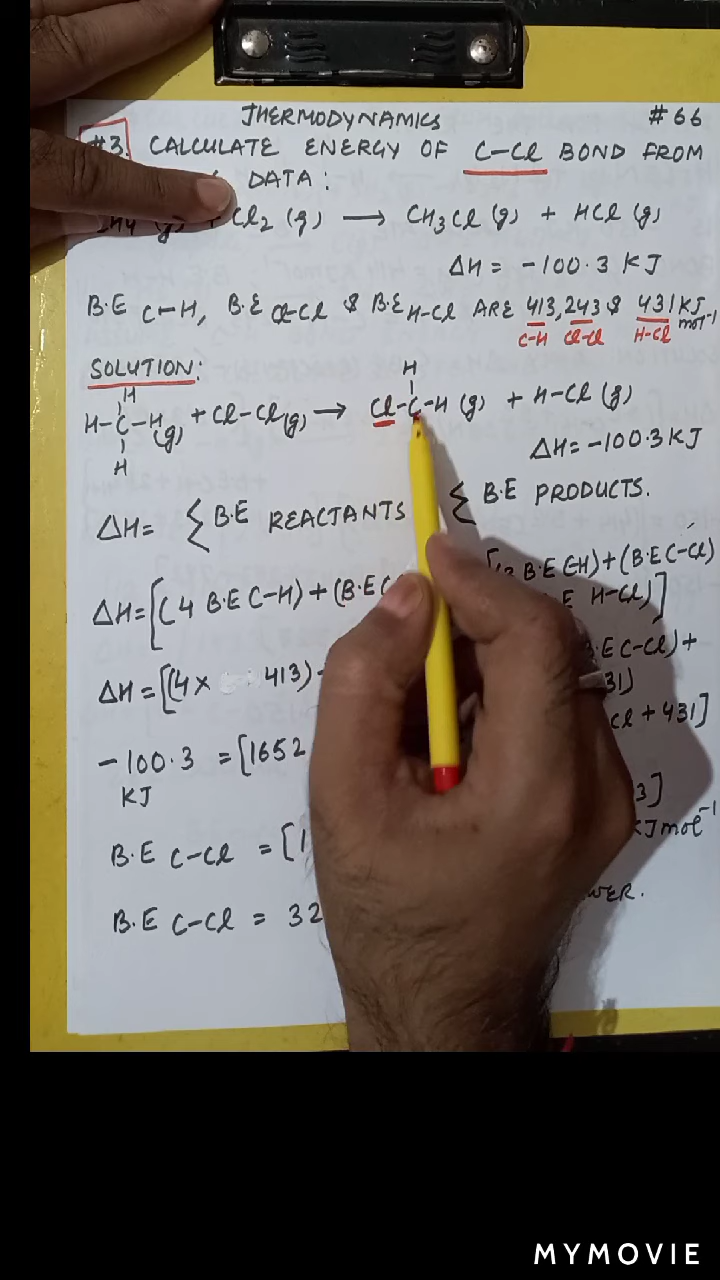 THERMODYNAMICS #66
#3. CALCULATE ENERGY OF C-Cl BOND FROM
DATA:
(g) + Cl₂ (g) ⟶ CH₃Cl (g) + HCl (g)
ΔH = -100.3 KJ
B.E C-H, B.E Cl-Cl & B.E H-Cl ARE 413, 243 & 431 KJ mol⁻¹
C-H Cl-Cl H-Cl
SOLUTION:
H H
H-C-H(g) + Cl-Cl(g) ⟶ Cl-C-H (g) + H-Cl (g)
H
ΔH = -100.3 KJ
ΔH = { B.E REACTANTS { B.E PRODUCTS.
ΔH = [(4 B.E C-H) + (B.E C B.E C-H) + (B.E C-Cl)
E H-Cl)]
ΔH = [(4 × 413) E C-Cl) +
31)
-100.3 = [1652 Cl + 431]
KJ
3]
B.E C-Cl = [1 KJ mol⁻¹
B.E C-Cl = 32 WER.
MYMOVIE